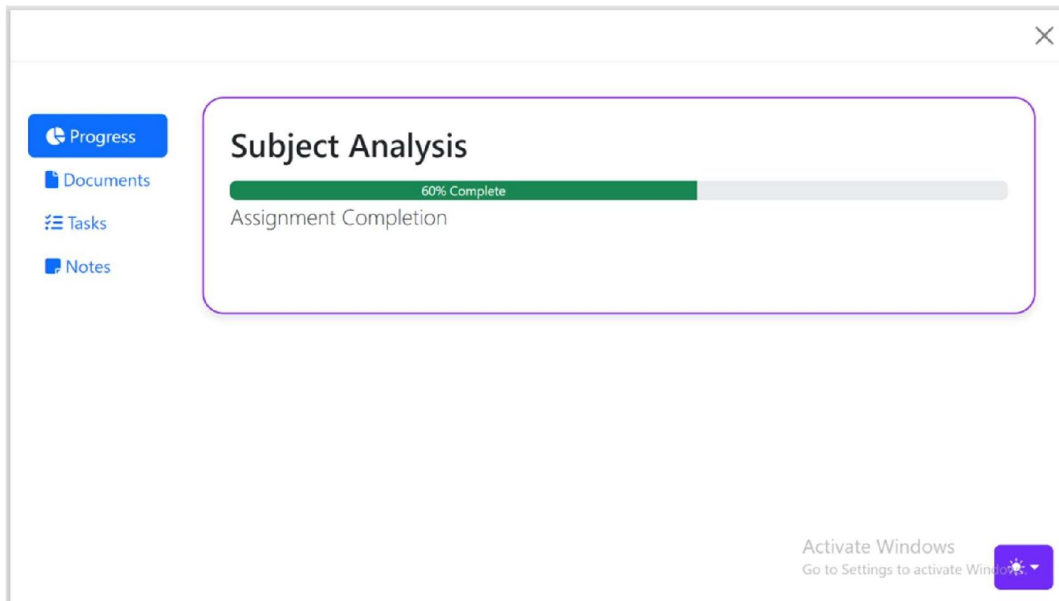 Progress
Documents
Tasks
Notes
Subject Analysis
60% Complete
Assignment Completion
Activate Windows
Go to Settings to activate Windows.